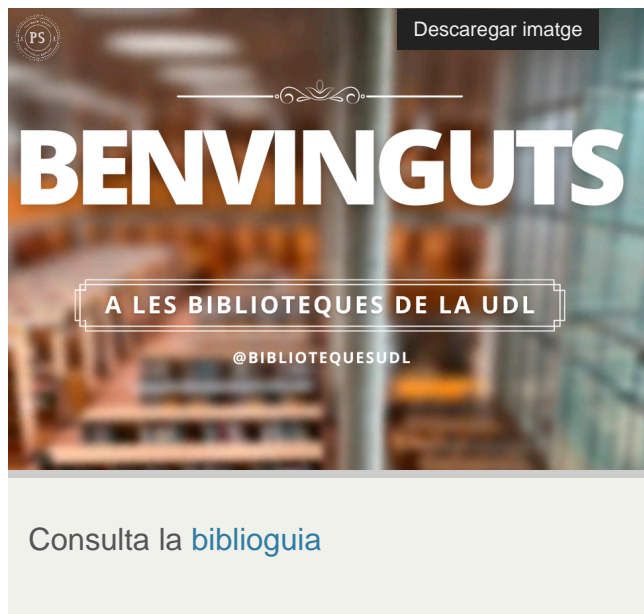 PS
Descaregar imatge
BENVINGUTS
A LES BIBLIOTEQUES DE LA UDL
@BIBLIOTEQUESUDL
Consulta la biblioguia